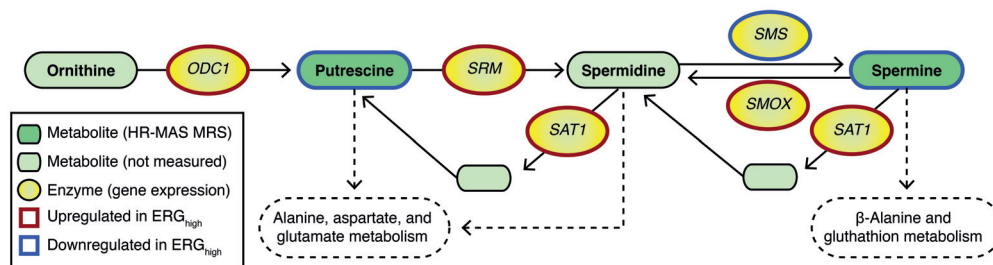 SMS
Ornithine
ODC1
Putrescine
SRM
Spermidine
Spermine
SMOX
SAT1
SAT1
Metabolite (HR-MAS MRS)
Metabolite (not measured)
Enzyme (gene expression)
Upregulated in ERGhigh
Downregulated in ERGhigh
Alanine, aspartate, and
glutamate metabolism
β-Alanine and
gluthathion metabolism